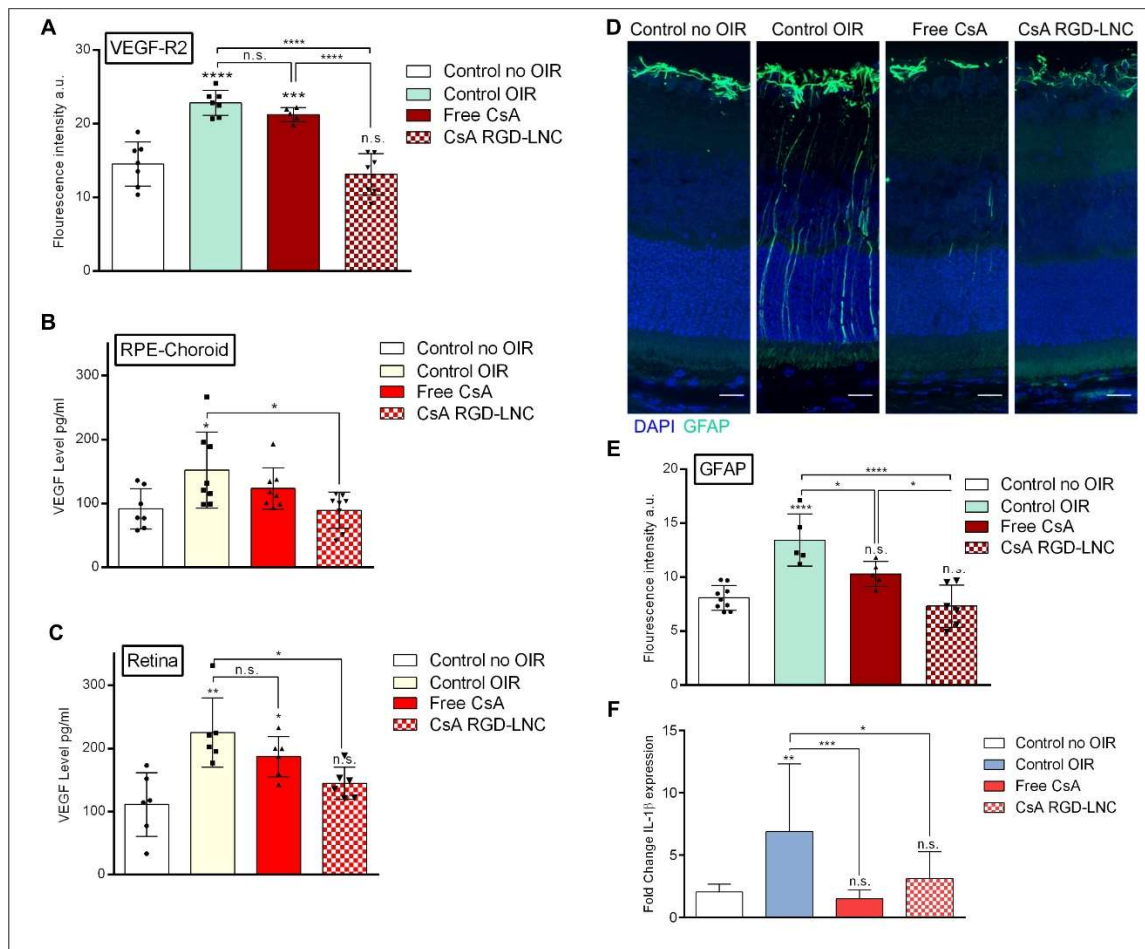 A
VEGF-R2
Flourescence intensity a.u.
30
20
10
0
****
n.s.
****
****
***
n.s.
Control no OIR
Control OIR
Free CsA
CsA RGD-LNC
B
RPE-Choroid
VEGF Level pg/ml
300
200
100
0
*
*
Control no OIR
Control OIR
Free CsA
CsA RGD-LNC
C
Retina
VEGF Level pg/ml
300
200
100
0
*
n.s.
**
*
n.s.
Control no OIR
Control OIR
Free CsA
CsA RGD-LNC
D
Control no OIR Control OIR Free CsA CsA RGD-LNC
DAPI GFAP
E
GFAP
Flourescence intensity a.u.
20
15
10
5
0
****
* *
****
n.s.
n.s.
Control no OIR
Control OIR
Free CsA
CsA RGD-LNC
F
Fold Change IL-1β expression
15
10
5
0
*
***
**
n.s.
n.s.
Control no OIR
Control OIR
Free CsA
CsA RGD-LNC